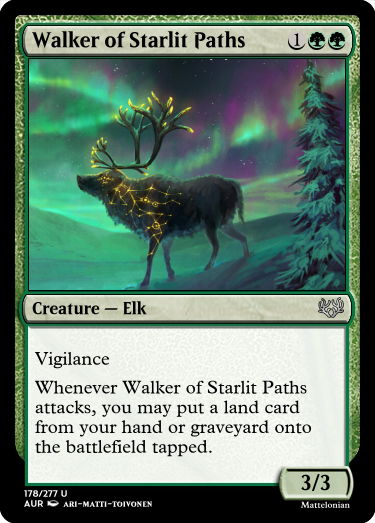 Walker of Starlit Paths 1
Creature — Elk
Vigilance
Whenever Walker of Starlit Paths
attacks, you may put a land card
from your hand or graveyard onto
the battlefield tapped.
3/3
178/277 U
AUR ARI-MATTI-TOIVONEN
Mattelonian